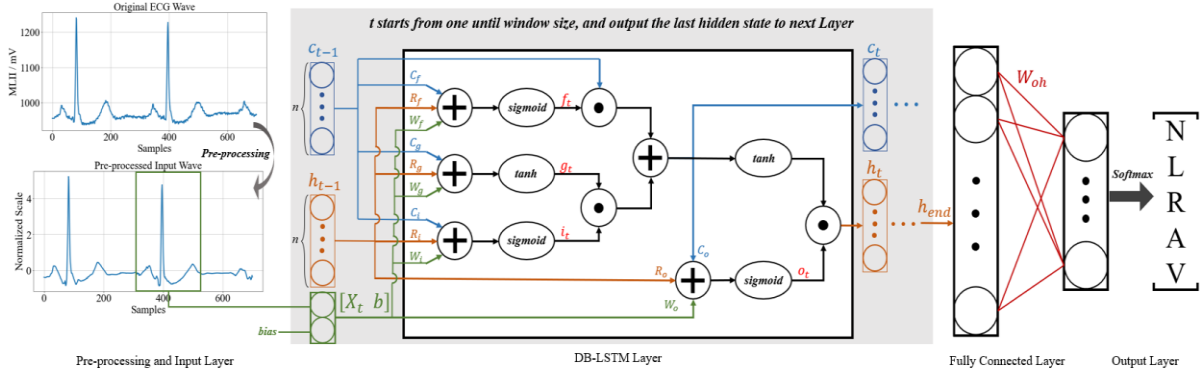 Original ECG Wave
MLII / mV
1200
1100
1000
0
200
400
600
Samples
Pre-processing
Pre-processed Input Wave
Normalized Scale
4
2
0
0
200
400
600
Samples
bias
Pre-processing and Input Layer
t starts from one until window size, and output the last hidden state to next Layer
c_{t-1}
n
h_{t-1}
n
[X_t b]
C_f
R_f
W_f
sigmoid
f_t
C_g
R_g
W_g
tanh
g_t
C_i
R_i
W_i
sigmoid
i_t
tanh
C_o
R_o
W_o
sigmoid
o_t
c_t
h_t
DB-LSTM Layer
h_{end}
W_{oh}
Fully Connected Layer
Softmax
N
L
R
A
V
Output Layer